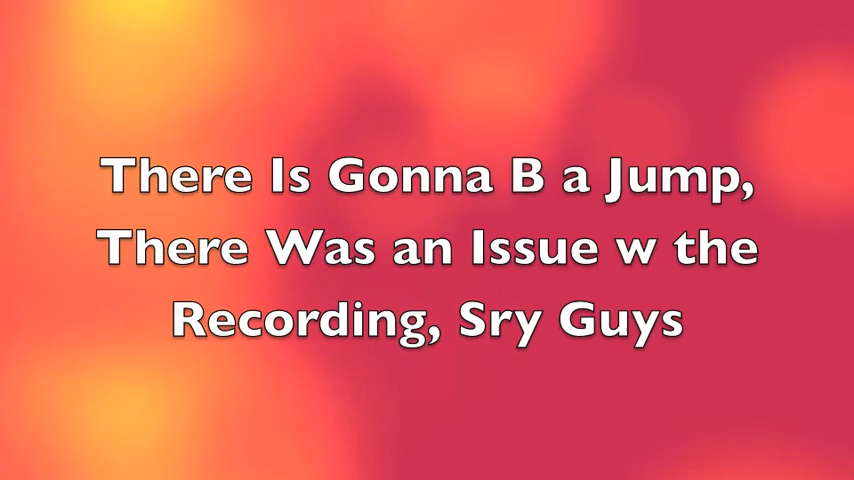 There Is Gonna B a Jump,
There Was an Issue w the
Recording, Sry Guys